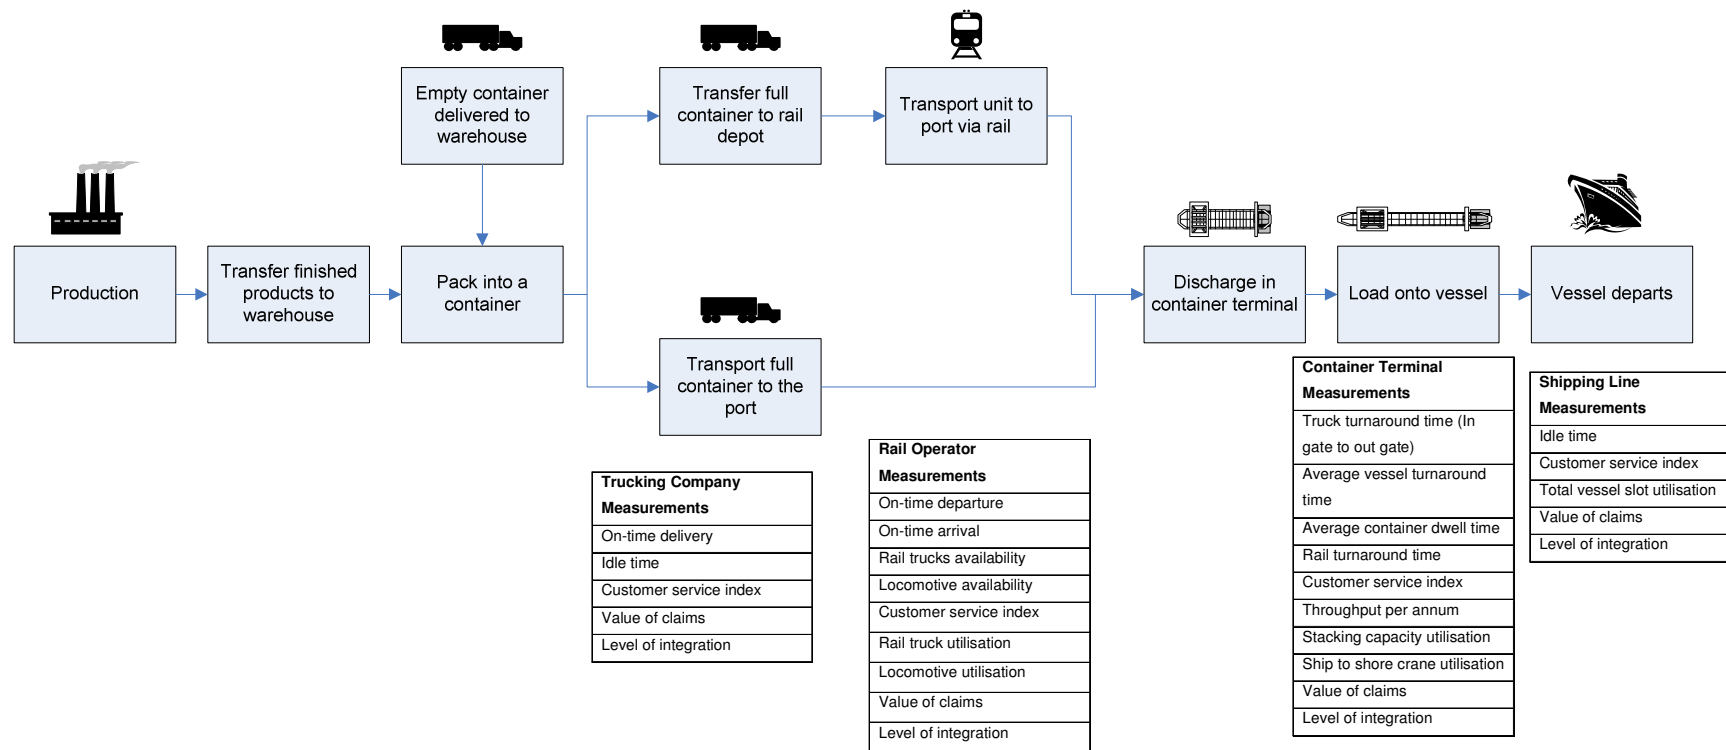 Empty container
delivered to
warehouse
Transfer full
container to rail
depot
Transport unit to
port via rail
Production
Transfer finished
products to
warehouse
Pack into a
container
Discharge in
container terminal
Load onto vessel
Vessel departs
Transport full
container to the
port
Trucking Company
Measurements
On-time delivery
Idle time
Customer service index
Value of claims
Level of integration
Rail Operator
Measurements
On-time departure
On-time arrival
Rail trucks availability
Locomotive availability
Customer service index
Rail truck utilisation
Locomotive utilisation
Value of claims
Level of integration
Container Terminal
Measurements
Truck turnaround time (In
gate to out gate)
Average vessel turnaround
time
Average container dwell time
Rail turnaround time
Customer service index
Throughput per annum
Stacking capacity utilisation
Ship to shore crane utilisation
Value of claims
Level of integration
Shipping Line
Measurements
Idle time
Customer service index
Total vessel slot utilisation
Value of claims
Level of integration